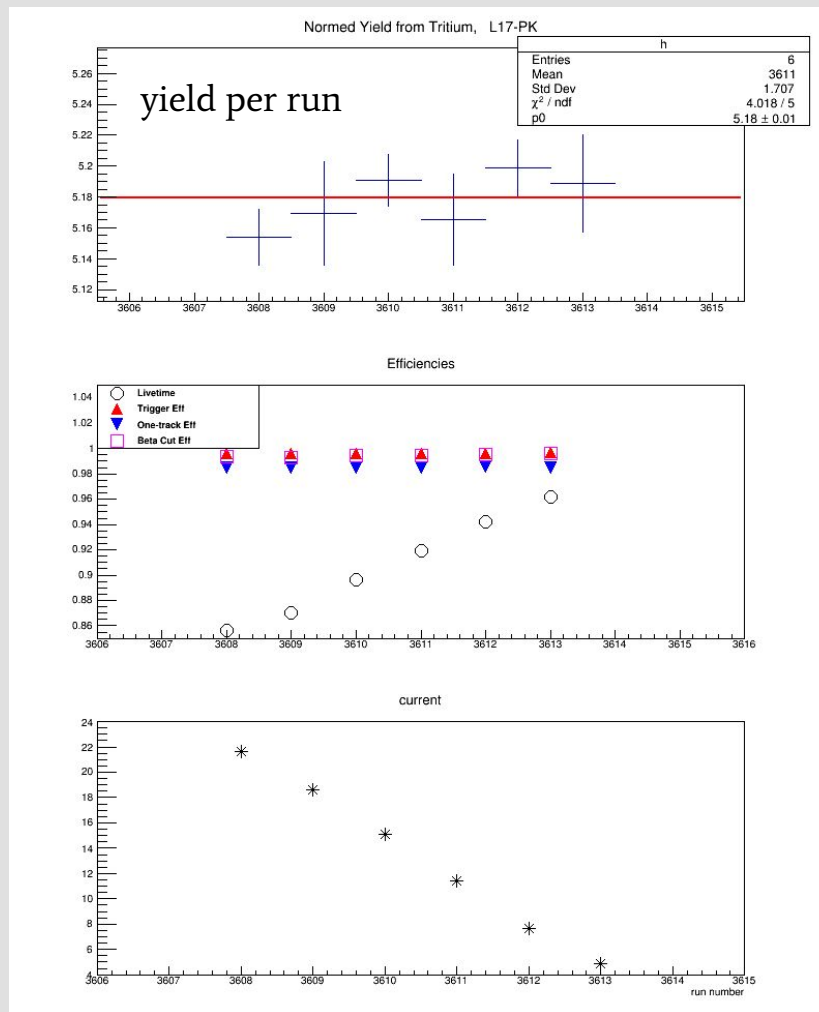 Normed Yield from Tritium, L17-PK
h
Entries 6
Mean 3611
Std Dev 1.707
χ² / ndf 4.018 / 5
p0 5.18 ± 0.01
yield per run
5.26
5.24
5.22
5.2
5.18
5.16
5.14
5.12
3606 3607 3608 3609 3610 3611 3612 3613 3614 3615
Efficiencies
Livetime
Trigger Eff
One-track Eff
Beta Cut Eff
1.04
1.02
1
0.98
0.96
0.94
0.92
0.9
0.88
0.86
3606 3607 3608 3609 3610 3611 3612 3613 3614 3615 3616
current
24
22
20
18
16
14
12
10
8
6
4
3606 3607 3608 3609 3610 3611 3612 3613 3614 3615
run number